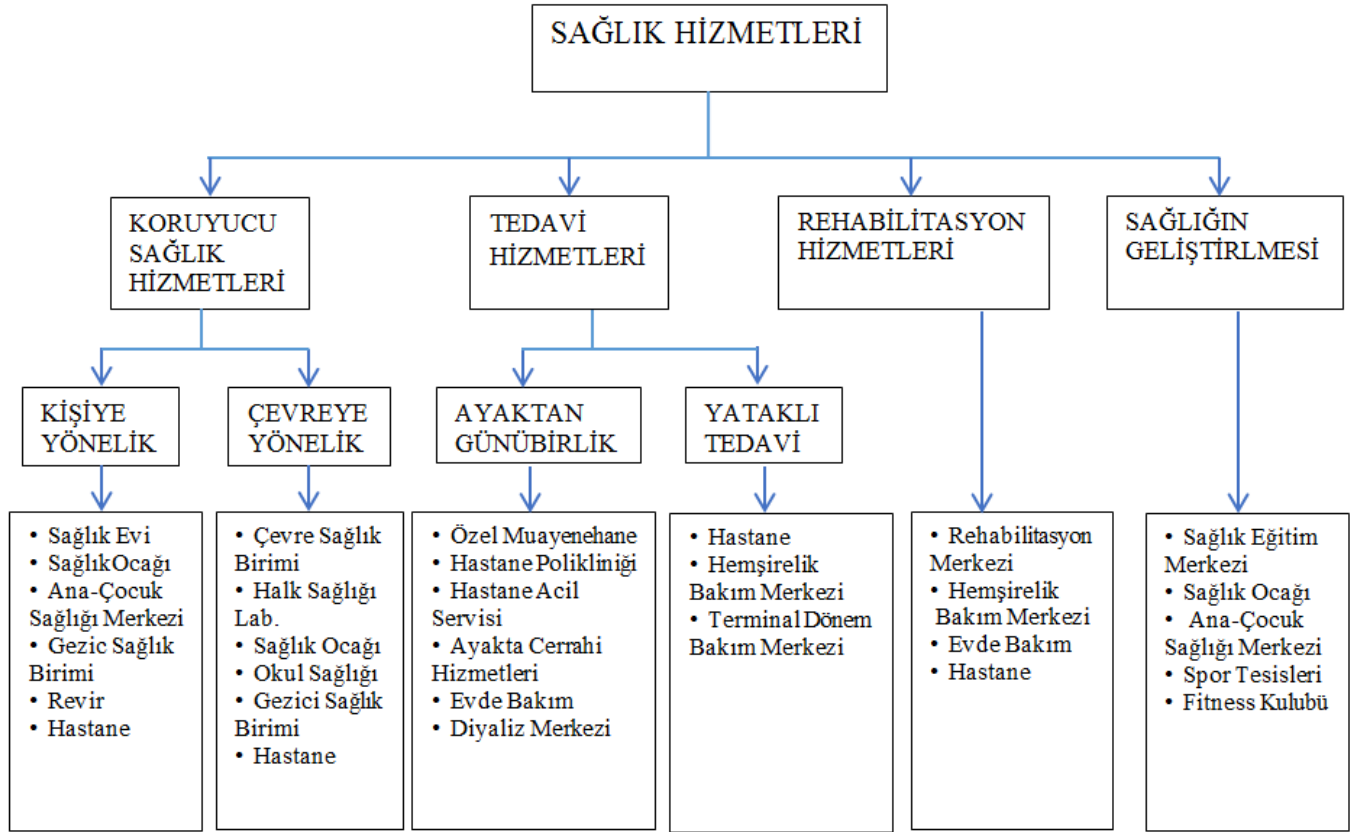 SAĞLIK HİZMETLERİ
KORUYUCU
SAĞLIK
HİZMETLERİ
TEDAVİ
HİZMETLERİ
REHABİLİTASYON
HİZMETLERİ
SAĞLIĞIN
GELİŞTİRLMESİ
KİŞİYE
YÖNELİK
ÇEVREYE
YÖNELİK
AYAKTAN
GÜNÜBİRLİK
YATAKLI
TEDAVİ
• Sağlık Evi
• SağlıkOcağı
• Ana-Çocuk
Sağlığı Merkezi
• Gezic Sağlık
Birimi
• Revir
• Hastane
• Çevre Sağlık
Birimi
• Halk Sağlığı
Lab.
• Sağlık Ocağı
• Okul Sağlığı
• Gezici Sağlık
Birimi
• Hastane
• Özel Muayenehane
• Hastane Polikliniği
• Hastane Acil
Servisi
• Ayakta Cerrahi
Hizmetleri
• Evde Bakım
• Diyaliz Merkezi
• Hastane
• Hemşirelik
Bakım Merkezi
• Terminal Dönem
Bakım Merkezi
• Rehabilitasyon
Merkezi
• Hemşirelik
Bakım Merkezi
• Evde Bakım
• Hastane
• Sağlık Eğitim
Merkezi
• Sağlık Ocağı
• Ana-Çocuk
Sağlığı Merkezi
• Spor Tesisleri
• Fitness Kulubü